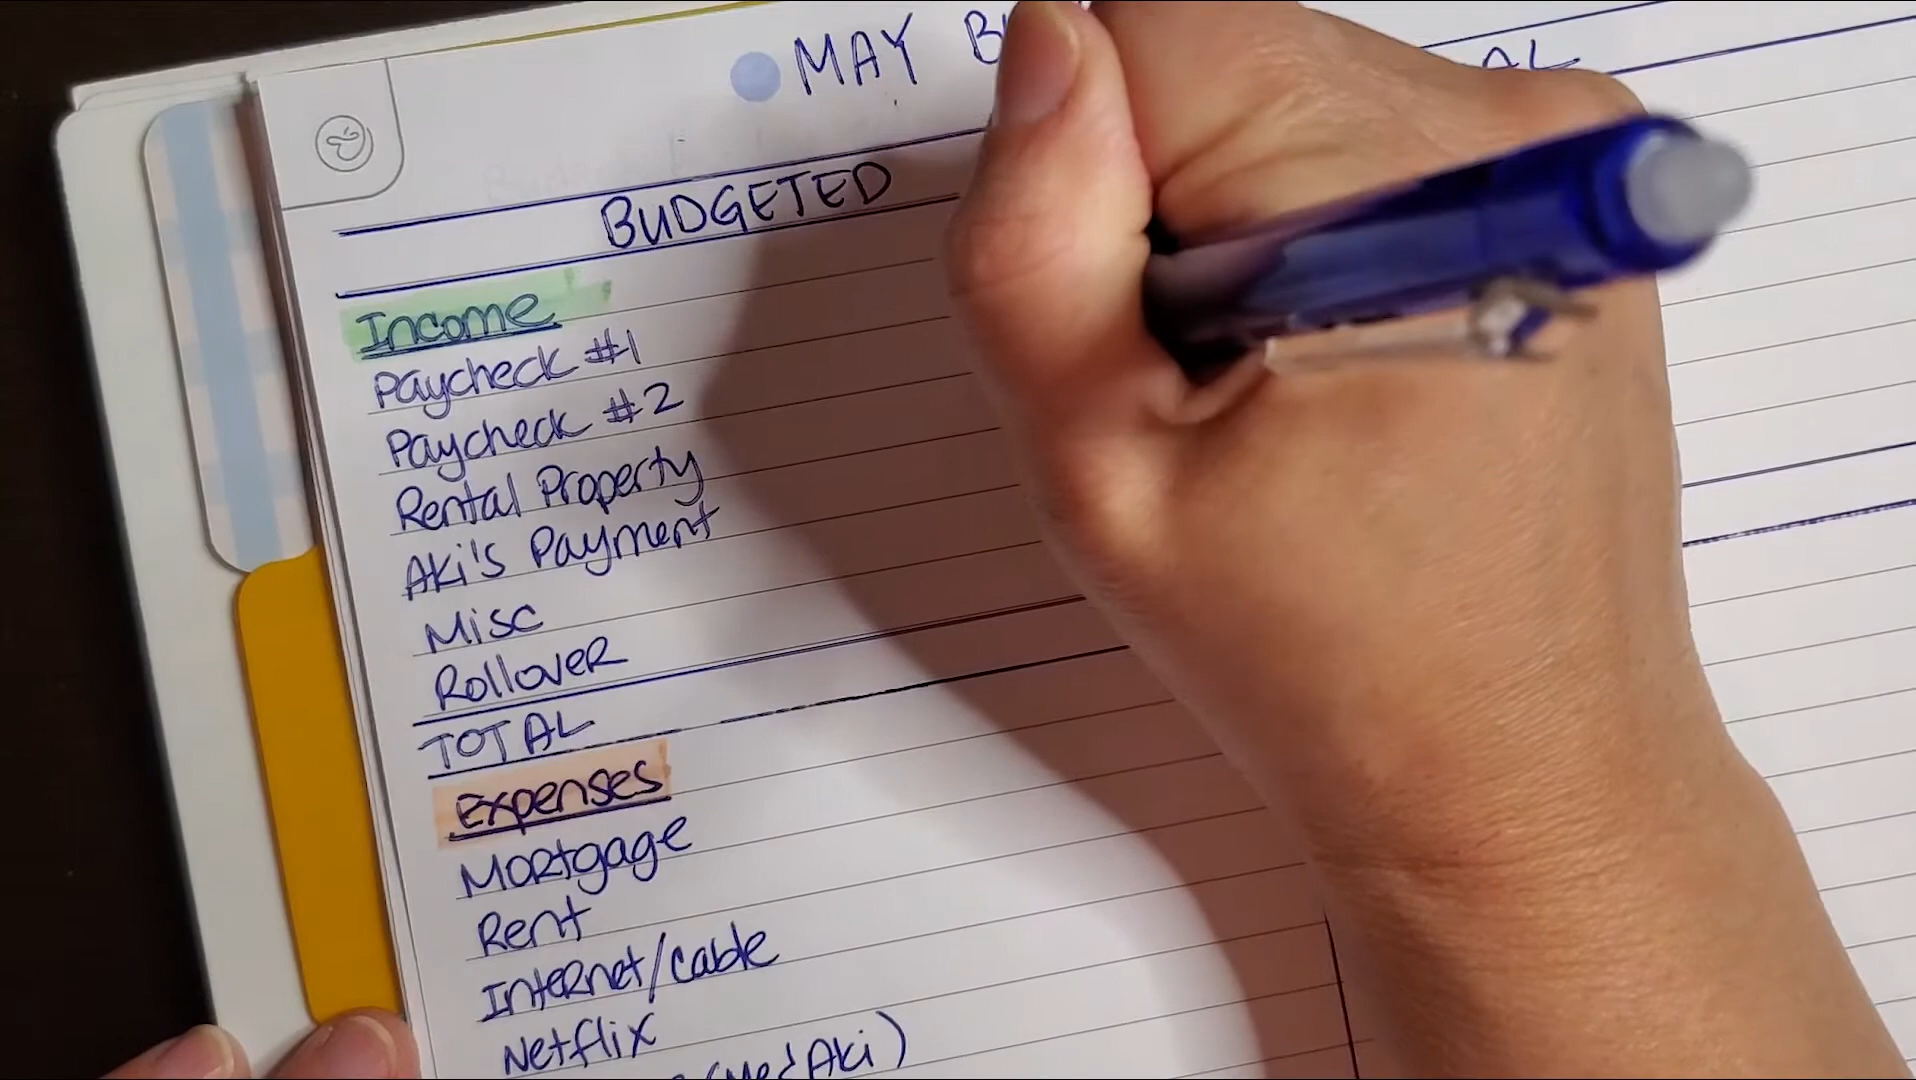 MAY
BUDGETED
Income
Paycheck #1
Paycheck #2
Rental Property
Aki's Payment
Misc
Rollover
TOTAL
Expenses
Mortgage
Rent
Internet/cable
Netflix
Aki)